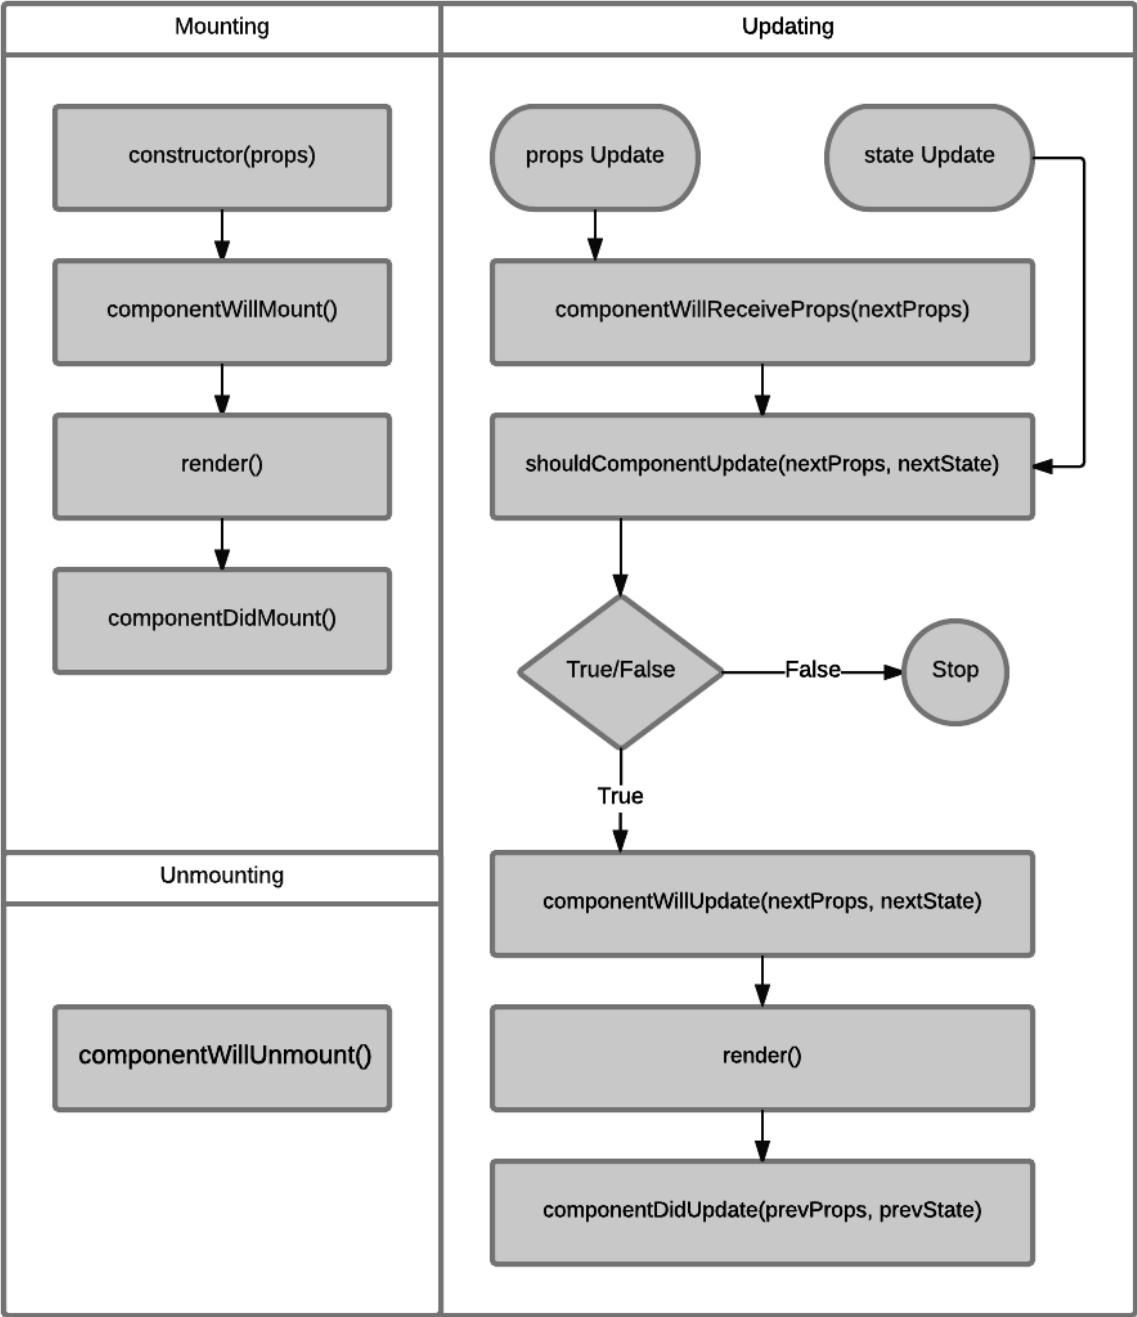 Mounting
constructor(props)
componentWillMount()
render()
componentDidMount()
Unmounting
componentWillUnmount()
Updating
props Update
state Update
componentWillReceiveProps(nextProps)
shouldComponentUpdate(nextProps, nextState)
True/False
False
Stop
True
componentWillUpdate(nextProps, nextState)
render()
componentDidUpdate(prevProps, prevState)